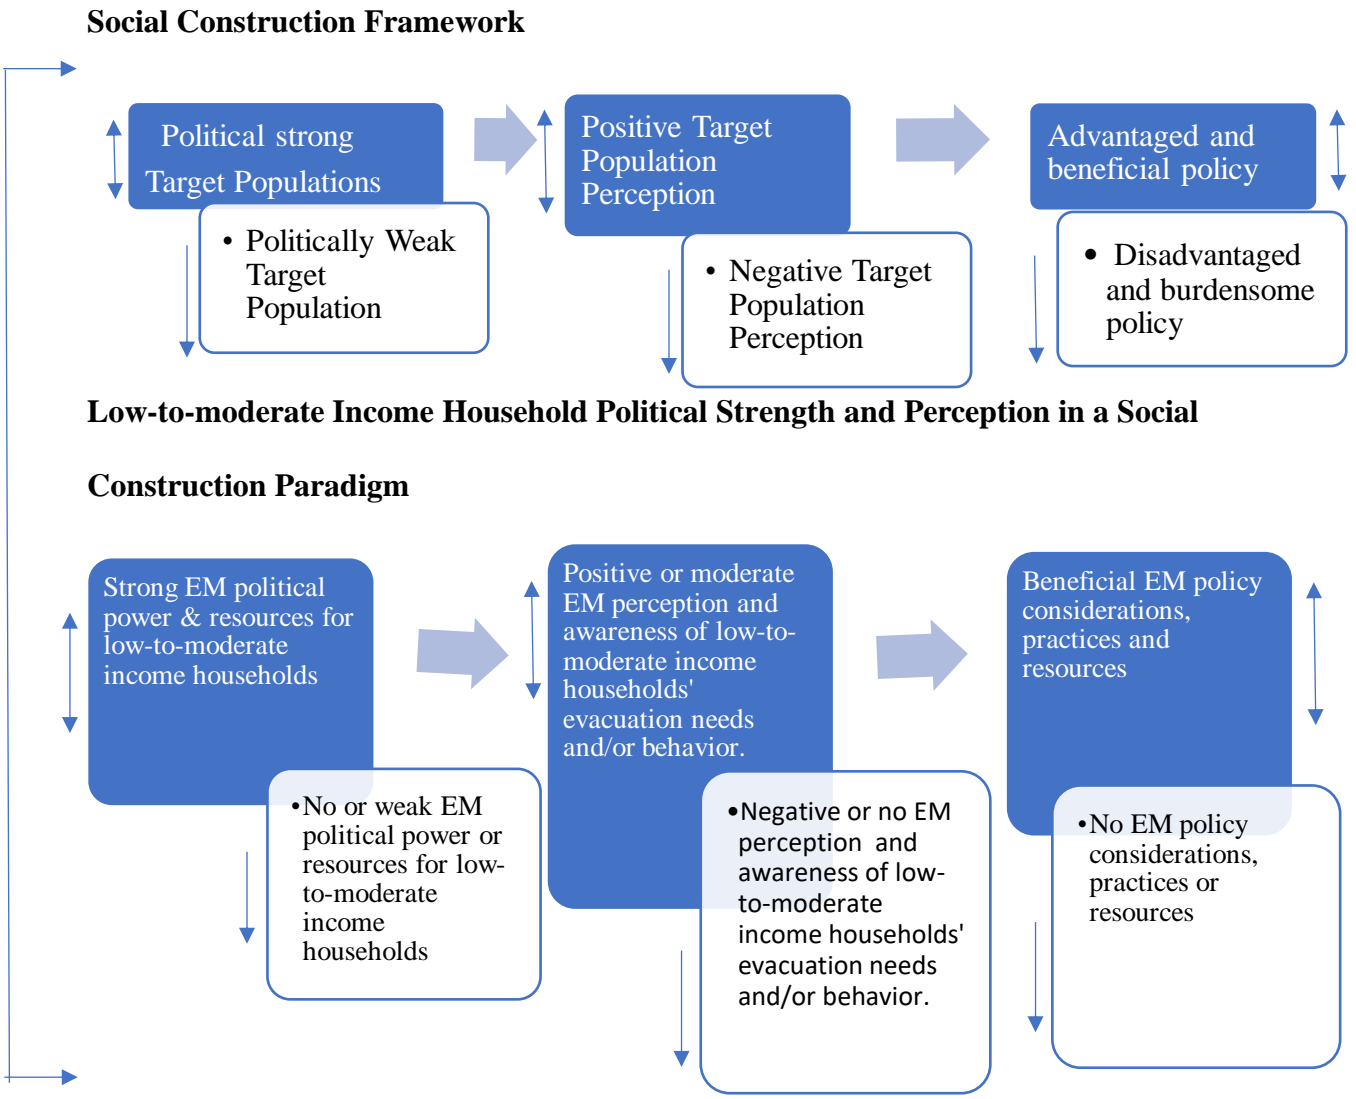 Social Construction Framework
Political strong
Target Populations
• Politically Weak
Target
Population
Positive Target
Population
Perception
• Negative Target
Population
Perception
Advantaged and
beneficial policy
• Disadvantaged
and burdensome
policy
Low-to-moderate Income Household Political Strength and Perception in a Social
Construction Paradigm
Strong EM political
power & resources for
low-to-moderate
income households
•No or weak EM
political power or
resources for low-
to-moderate
income
households
Positive or moderate
EM perception and
awareness of low-to-
moderate income
households'
evacuation needs
and/or behavior.
•Negative or no EM
perception and
awareness of low-
to-moderate
income households'
evacuation needs
and/or behavior.
Beneficial EM policy
considerations,
practices and
resources
•No EM policy
considerations,
practices or
resources